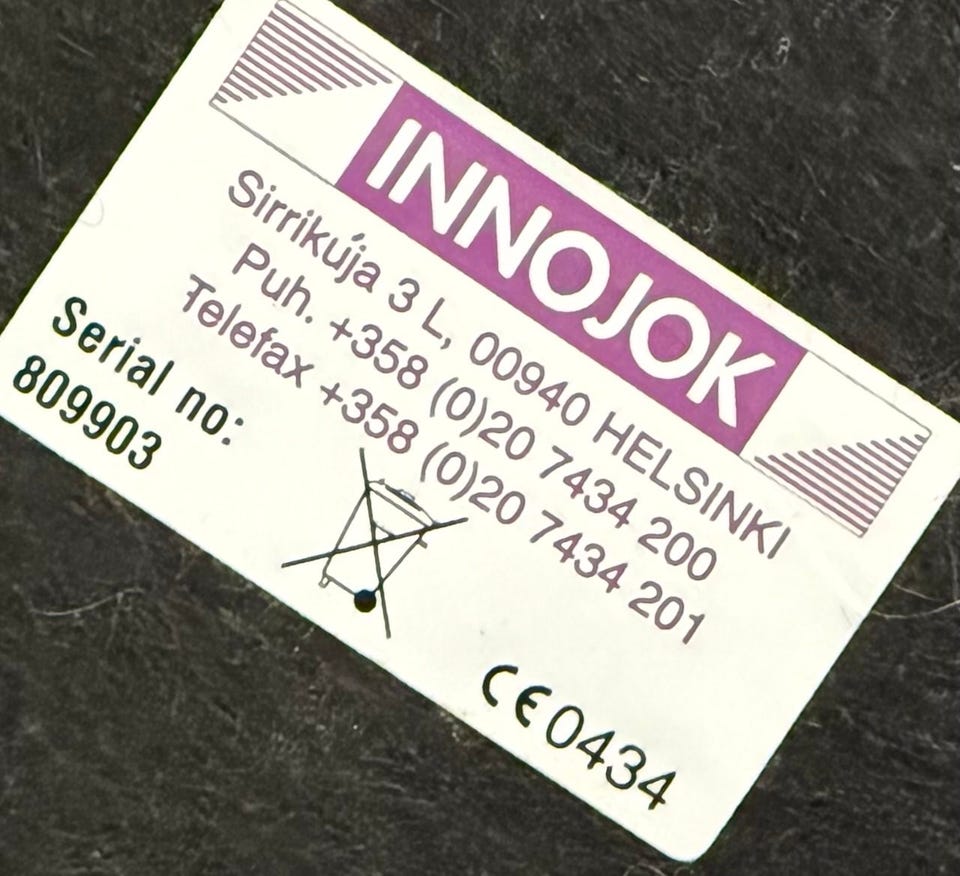 INNOJOK
Sirrikuja 3 L, 00940 HELSINKI
Puh. +358 (0)20 7434 200
Telefax +358 (0)20 7434 201
Serial no:
809903
CE0434